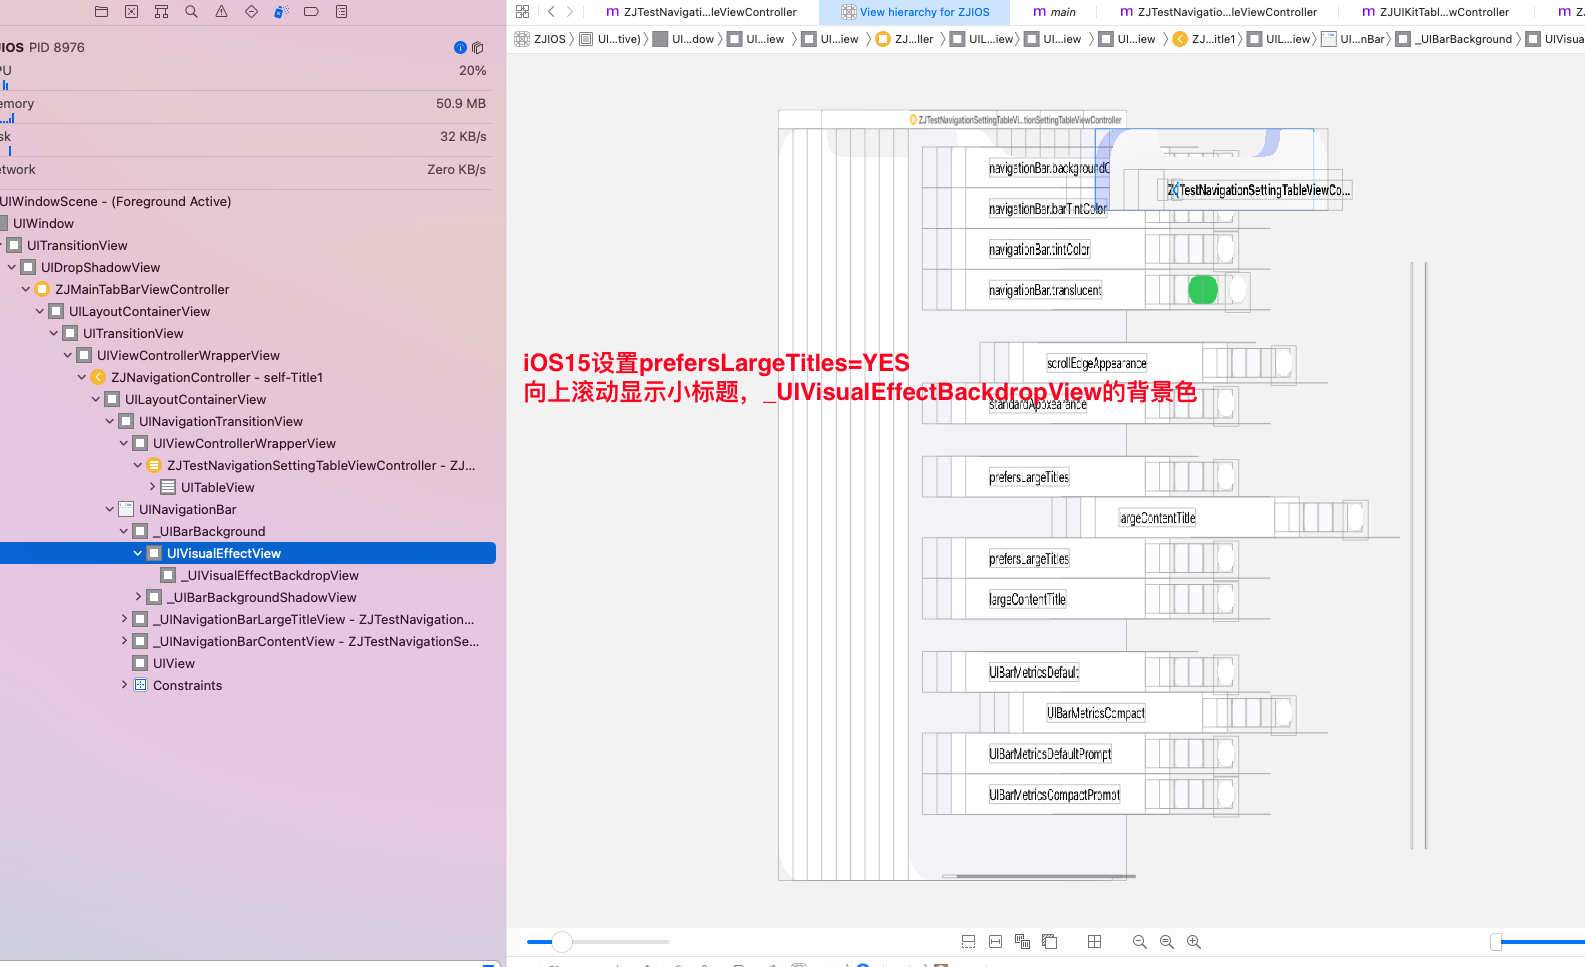 ZJTestNavigati...leViewController
View hierarchy for ZJIOS
main
ZJTestNavigatio...leViewController
ZJUIKitTabl...wController
ZJIOS
UI...tive)
UI...dow
UI...iew
UI...iew
ZJ...ller
UIL...iew
UI...iew
UI...dow
ZJ...itle1
UIL...iew
UI...nBar
_UIBarBackground
UIVisua
JIOS PID 8976
PU
20%
emory
50.9 MB
sk
32 KB/s
etwork
Zero KB/s
UIWindowScene - (Foreground Active)
UIWindow
UITransitionView
UIDropShadowView
ZJMainTabBarViewController
UILayoutContainerView
UITransitionView
UIViewControllerWrapperView
ZJNavigationController - self-Title1
UILayoutContainerView
UINavigationTransitionView
UIViewControllerWrapperView
ZJTestNavigationSettingTableViewController - ZJ...
UITableView
UINavigationBar
_UIBarBackground
UIVisualEffectView
_UIVisualEffectBackdropView
_UIBarBackgroundShadowView
_UINavigationBarLargeTitleView - ZJTestNavigation...
_UINavigationBarContentView - ZJTestNavigationSe...
UIView
Constraints
ZJTestNavigationSettingTableVi...tionSettingTableViewController
navigationBar.backgroundC
TestNavigationSettingTableViewCo...
navigationBar.barTintColor
navigationBar.tintColor
navigationBar.translucent
iOS15设置prefersLargeTitles=YES
向上滚动显示小标题，_UIVisualEffectBackdropView的背景色
scrollEdgeAppearance
standardAppearance
prefersLargeTitles
largeContentTitle
prefersLargeTitles
largeContentTitle
UIBarMetricsDefault
UIBarMetricsCompact
UIBarMetricsDefaultPrompt
UIBarMetricsCompactPrompt